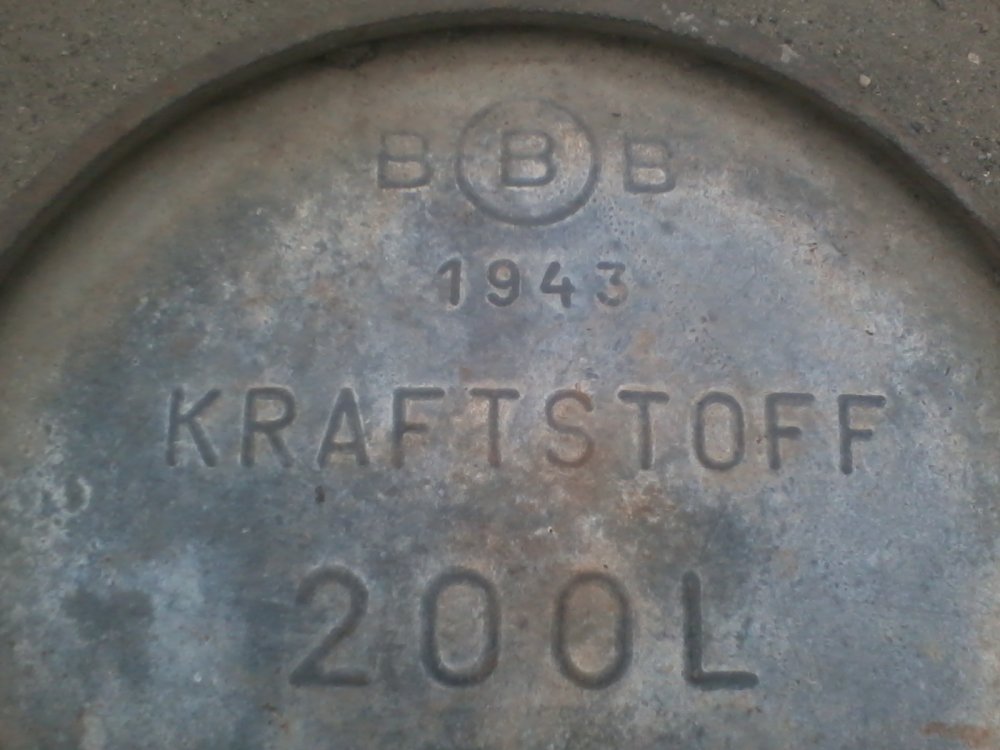 B B B
1943
KRAFTSTOFF
200L